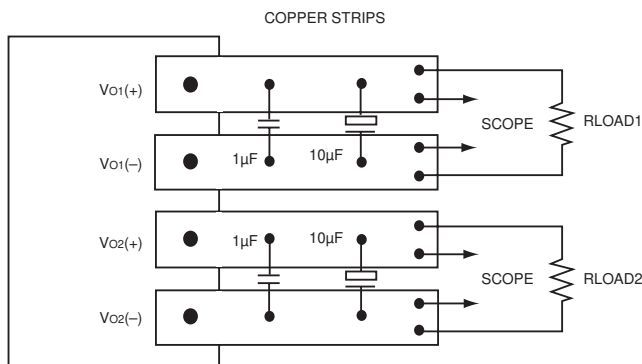 COPPER STRIPS
VO1(+)
SCOPE
RLOAD1
VO1(–)
1µF
10µF
VO2(+)
1µF
10µF
SCOPE
RLOAD2
VO2(–)